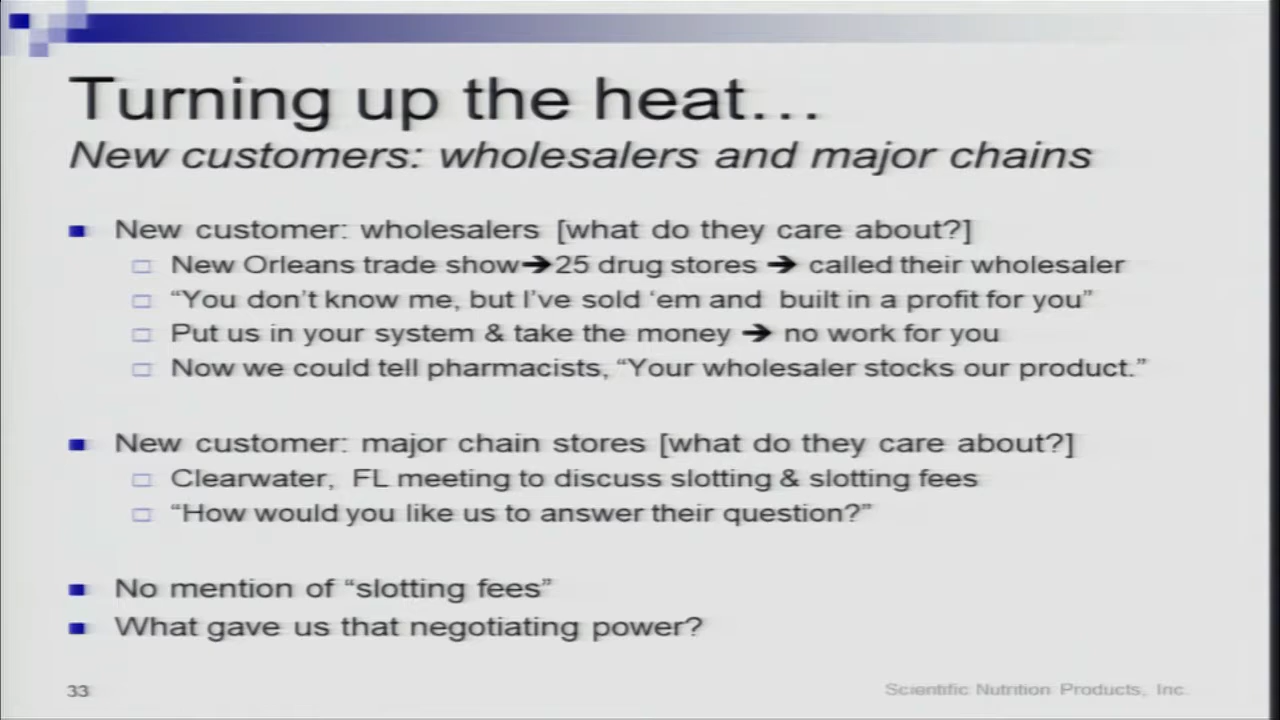 Turning up the heat…
New customers: wholesalers and major chains
New customer: wholesalers [what do they care about?]
New Orleans trade show➔25 drug stores ➔ called their wholesaler
“You don’t know me, but I’ve sold ‘em and built in a profit for you”
Put us in your system & take the money ➔ no work for you
Now we could tell pharmacists, “Your wholesaler stocks our product.”
New customer: major chain stores [what do they care about?]
Clearwater, FL meeting to discuss slotting & slotting fees
“How would you like us to answer their question?”
No mention of “slotting fees”
What gave us that negotiating power?
33
Scientific Nutrition Products, Inc.